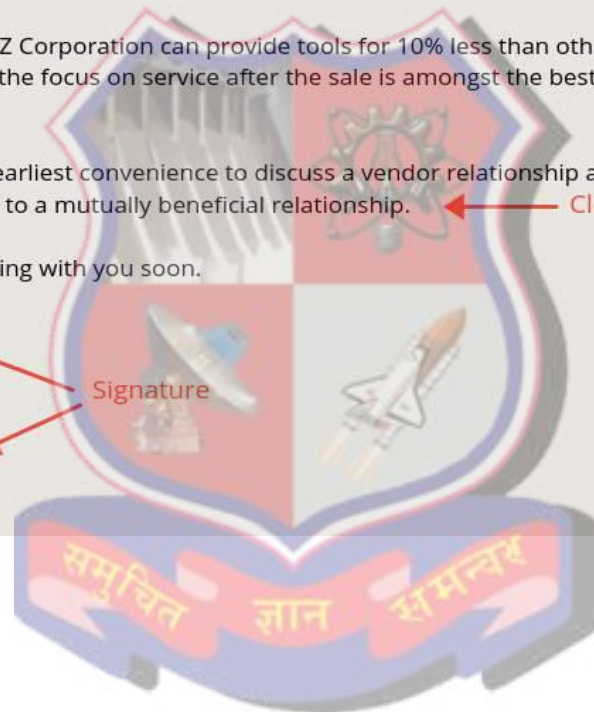 Z Corporation can provide tools for 10% less than oth
the focus on service after the sale is amongst the best
earliest convenience to discuss a vendor relationship a
to a mutually beneficial relationship.
Cl
ing with you soon.
Signature
समुचित ज्ञान समन्वय